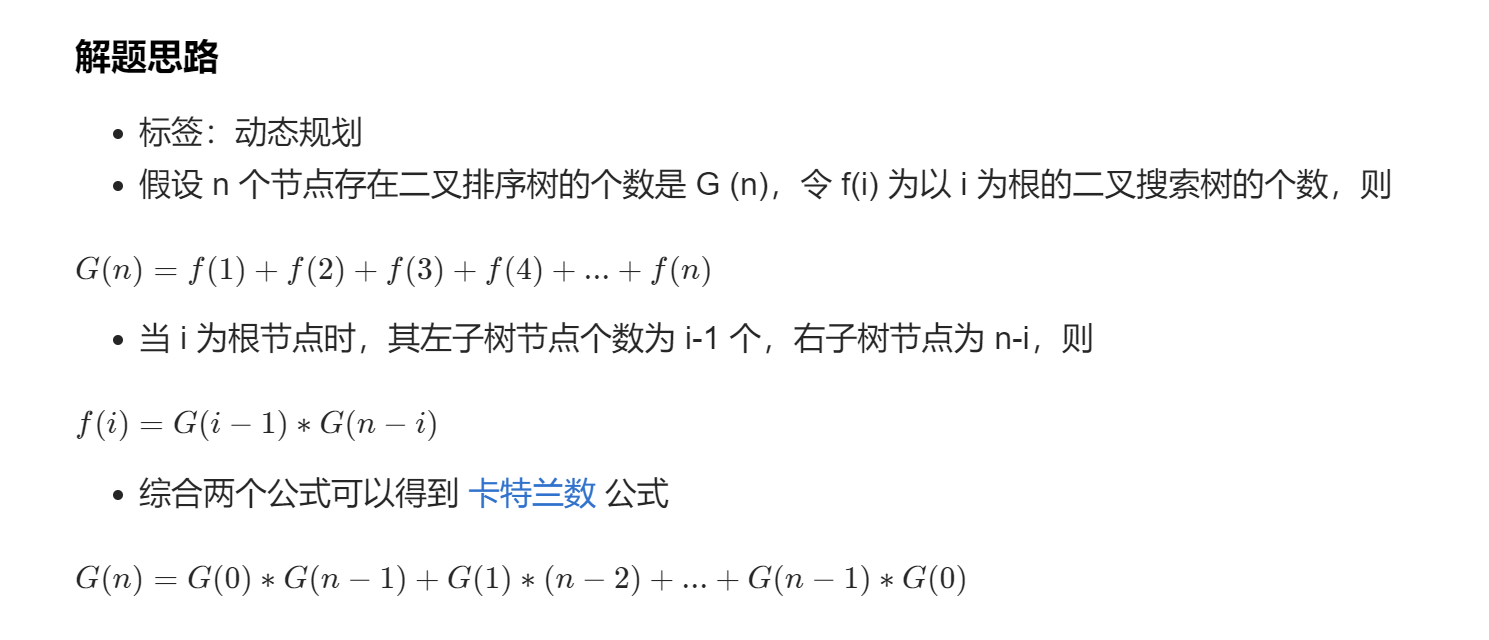 解题思路
• 标签：动态规划
• 假设 n 个节点存在二叉排序树的个数是 G (n)，令 f(i) 为以 i 为根的二叉搜索树的个数，则
G(n) = f(1) + f(2) + f(3) + f(4) + ... + f(n)
• 当 i 为根节点时，其左子树节点个数为 i-1 个，右子树节点为 n-i，则
f(i) = G(i − 1) ∗ G(n − i)
• 综合两个公式可以得到 卡特兰数 公式
G(n) = G(0) ∗ G(n − 1) + G(1) ∗ (n − 2) + ... + G(n − 1) ∗ G(0)